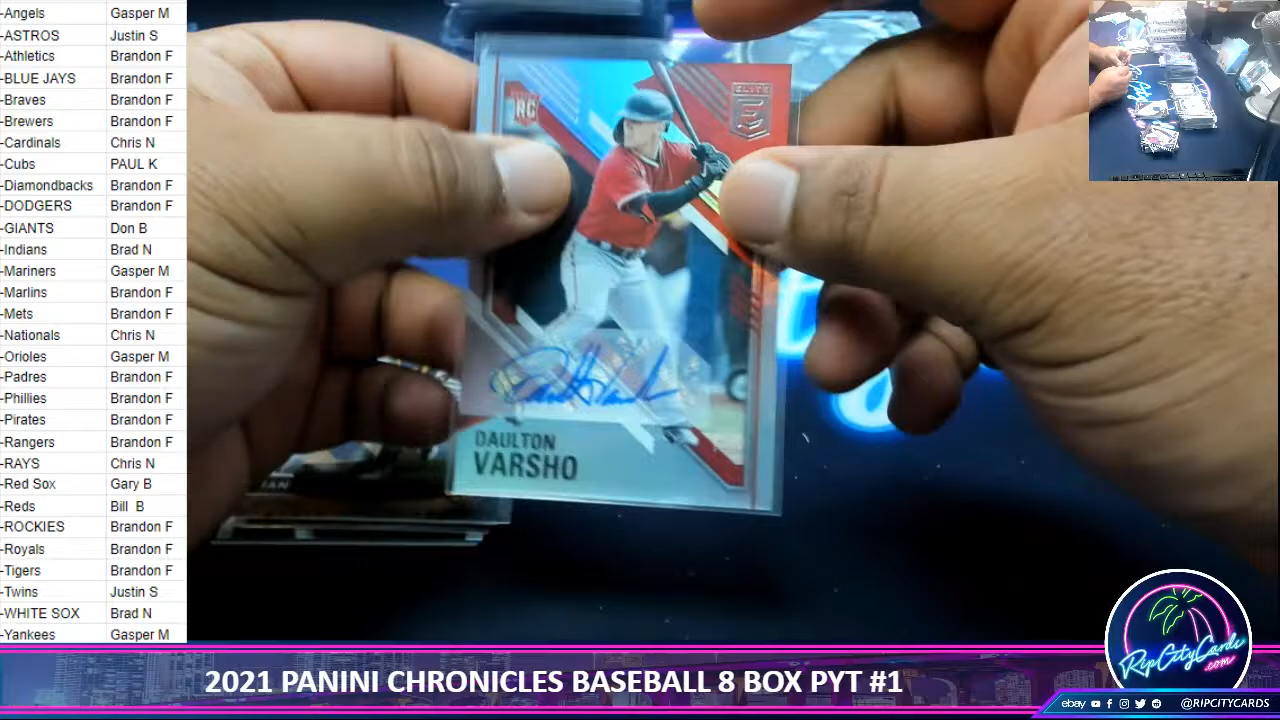 -Angels Gasper M
-ASTROS Justin S
-Athletics Brandon F
-BLUE JAYS Brandon F
-Braves Brandon F
-Brewers Brandon F
-Cardinals Chris N
-Cubs PAUL K
-Diamondbacks Brandon F
-DODGERS Brandon F
-GIANTS Don B
-Indians Brad N
-Mariners Gasper M
-Marlins Brandon F
-Mets Brandon F
-Nationals Chris N
-Orioles Gasper M
-Padres Brandon F
-Phillies Brandon F
-Pirates Brandon F
-Rangers Brandon F
-RAYS Chris N
-Red Sox Gary B
-Reds Bill B
-ROCKIES Brandon F
-Royals Brandon F
-Tigers Brandon F
-Twins Justin S
-WHITE SOX Brad N
-Yankees Gasper M
RC
ELITE
E
DAULTON
VARSHO
IAN
RipCityCards
.com
2021 PANINI CHRONICLES BASEBALL 8 BOX PYT #1
ebay @RIPCITYCARDS